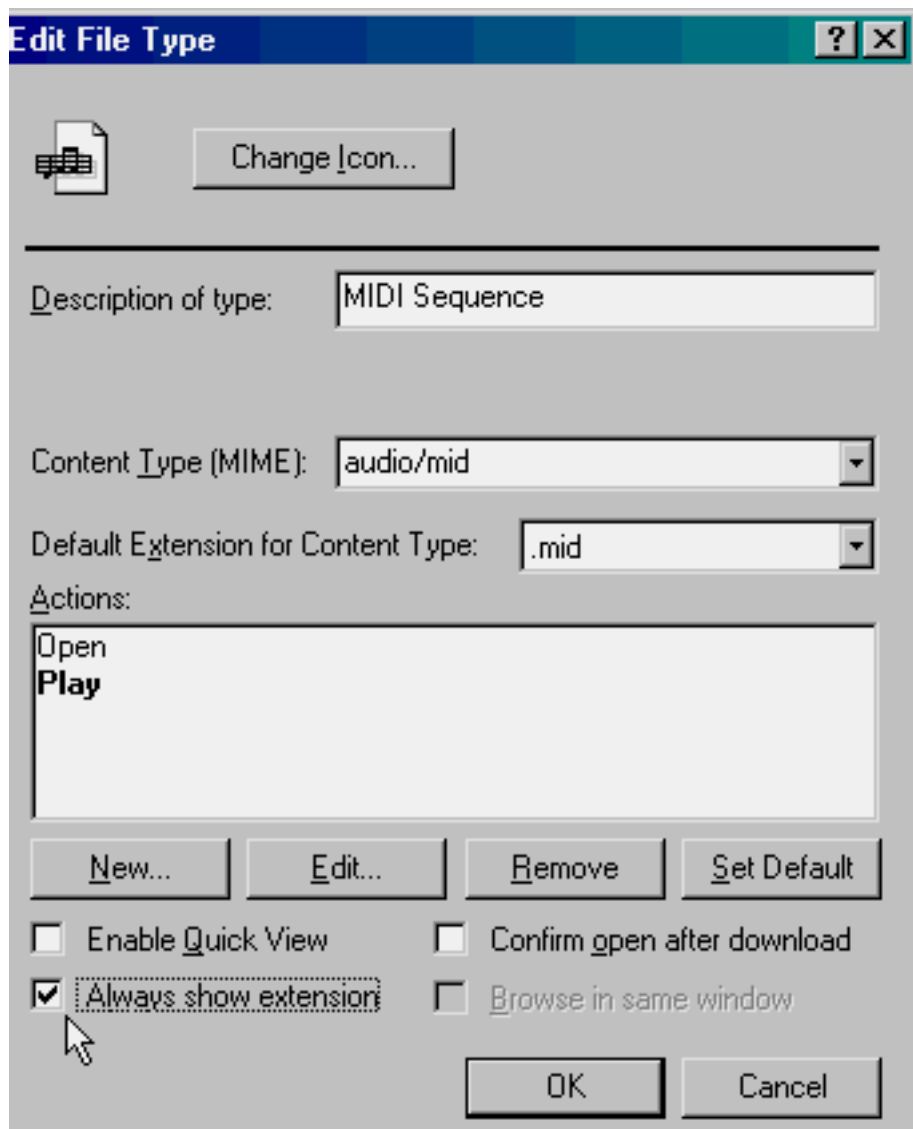 Edit File Type
Change Icon...
Description of type: MIDI Sequence
Content Type (MIME): audio/mid
Default Extension for Content Type: .mid
Actions:
Open
Play
New... Edit... Remove Set Default
Enable Quick View Confirm open after download
Always show extension Browse in same window
OK Cancel